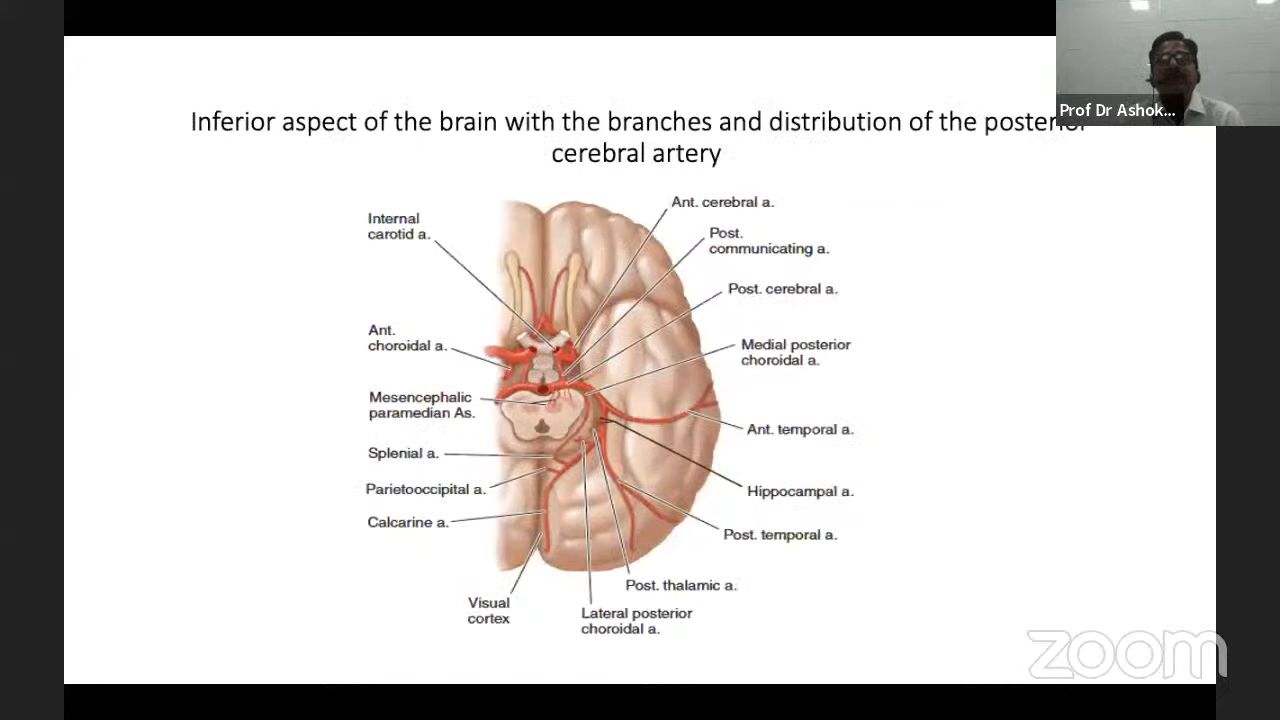 Prof Dr Ashok...
Inferior aspect of the brain with the branches and distribution of the posterior
cerebral artery
Ant. cerebral a.
Internal
carotid a.
Post.
communicating a.
Post. cerebral a.
Ant.
choroidal a.
Medial posterior
choroidal a.
Mesencephalic
paramedian As.
Ant. temporal a.
Splenial a.
Parietooccipital a.
Hippocampal a.
Calcarine a.
Post. temporal a.
Post. thalamic a.
Visual
cortex
Lateral posterior
choroidal a.
zoom